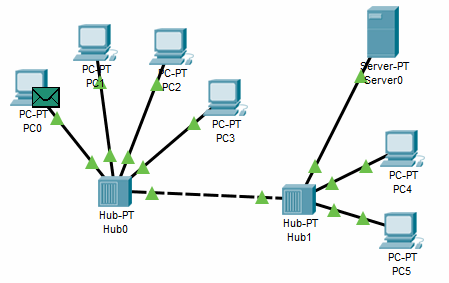 PC-PT
PC0
PC-PT
PC1
PC-PT
PC2
PC-PT
PC3
Hub-PT
Hub0
Hub-PT
Hub1
Server-PT
Server0
PC-PT
PC4
PC-PT
PC5